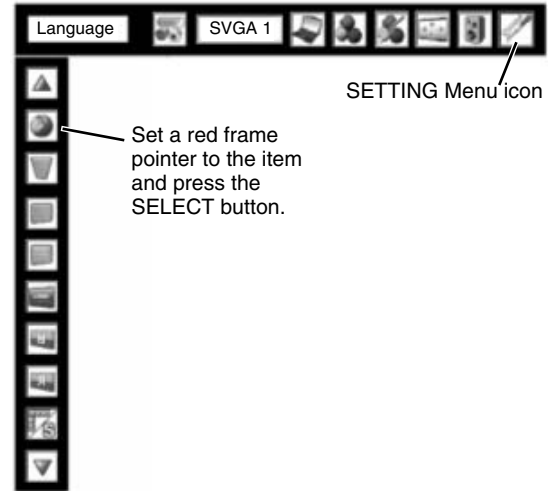 Language
SVGA 1
SETTING Menu icon
Set a red frame
pointer to the item
and press the
SELECT button.
S